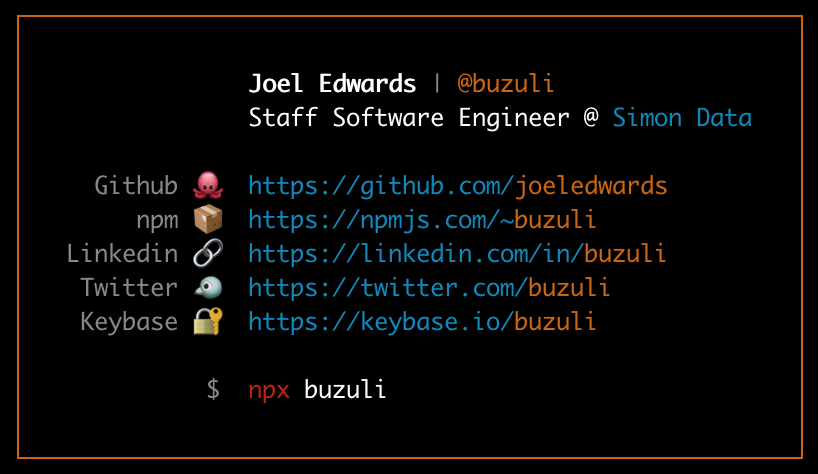 Joel Edwards | @buzuli
Staff Software Engineer @ Simon Data
Github 🐙 https://github.com/joeledwards
npm 📦 https://npmjs.com/~buzuli
Linkedin 🔗 https://linkedin.com/in/buzuli
Twitter 🐦 https://twitter.com/buzuli
Keybase 🔐 https://keybase.io/buzuli
$ npx buzuli